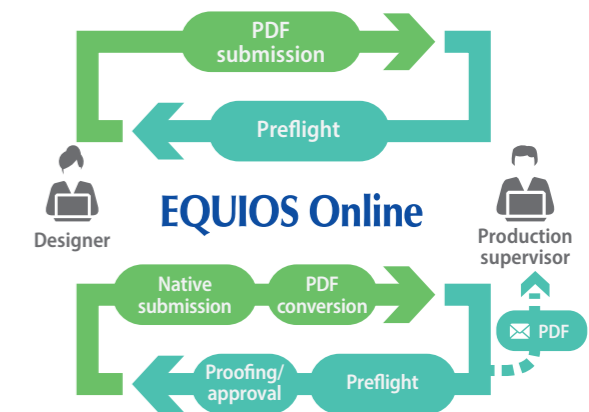 PDF
submission
Preflight
Designer
EQUIOS Online
Production
supervisor
Native
submission
PDF
conversion
PDF
Proofing/
approval
Preflight